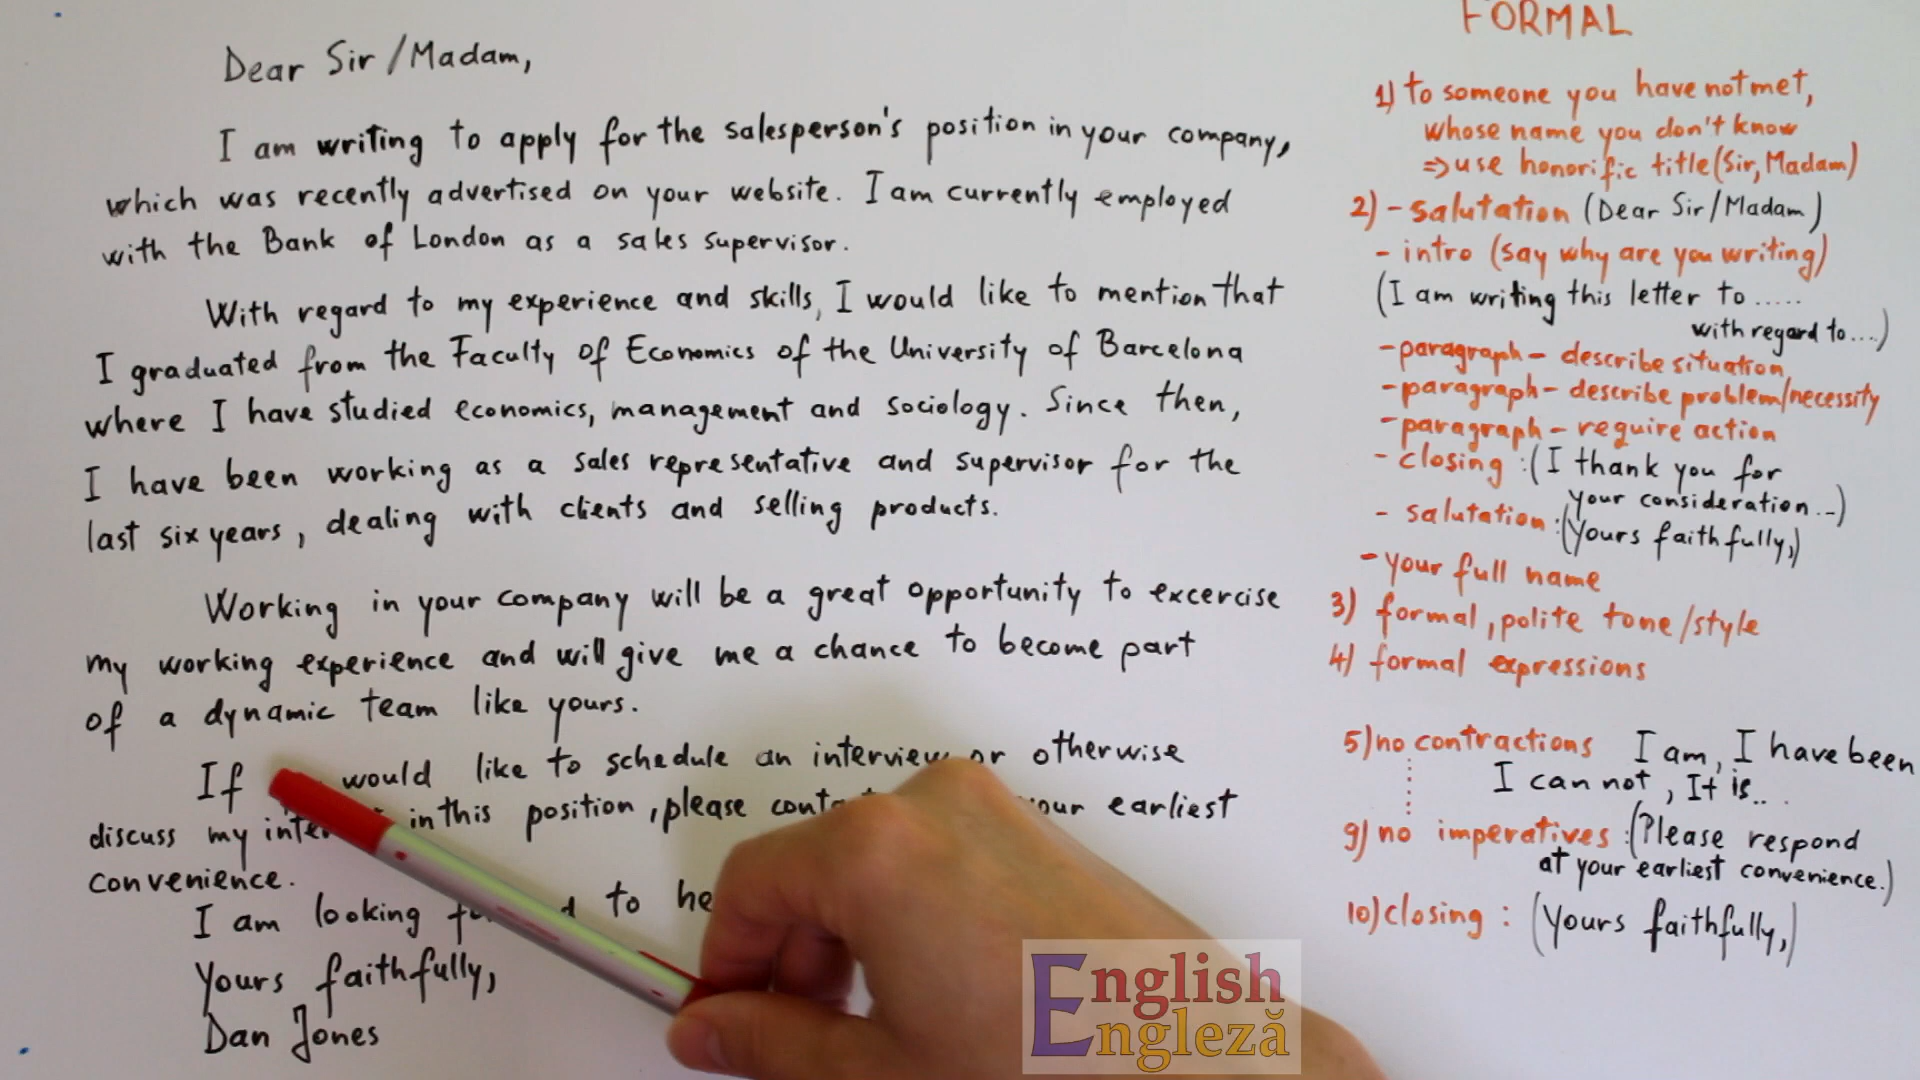 Dear Sir/Madam,
I am writing to apply for the salesperson's position in your company,
which was recently advertised on your website. I am currently employed
with the Bank of London as a sales supervisor.
With regard to my experience and skills, I would like to mention that
I graduated from the Faculty of Economics of the University of Barcelona
where I have studied economics, management and sociology. Since then,
I have been working as a sales representative and supervisor for the
last six years, dealing with clients and selling products.
Working in your company will be a great opportunity to excercise
my working experience and will give me a chance to become part
of a dynamic team like yours.
If would like to schedule an interview or otherwise
discuss my in this position, please our earliest
convenience.
I am looking to
Yours faithfully,
Dan Jones
FORMAL
1) to someone you have not met,
whose name you don't know
=> use honorific title (Sir, Madam)
2) - salutation (Dear Sir/Madam)
- intro (say why are you writing)
(I am writing this letter to .....
with regard to....)
- paragraph - describe situation
- paragraph - describe problem/necessity
- paragraph - require action
- closing : (I thank you for
your consideration...)
- salutation : (Yours faithfully,)
- your full name
3) formal, polite tone/style
4) formal expressions
5) no contractions I am, I have been
I can not, It is...
9) no imperatives : (Please respond
at your earliest convenience.)
10) closing : (Yours faithfully,)
English
Engleză